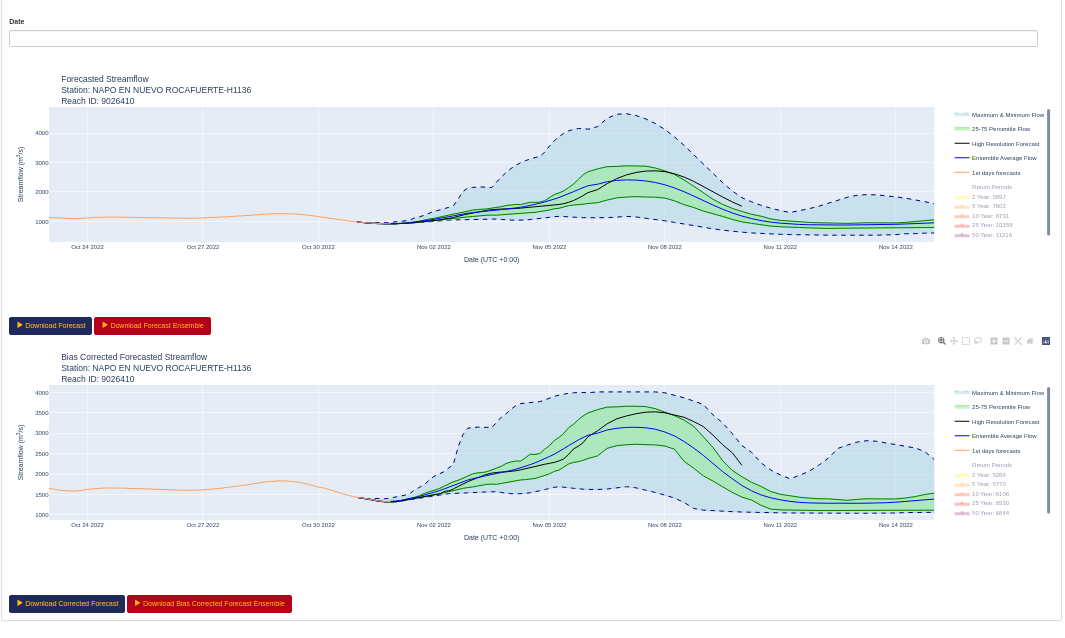 Date
Forecasted Streamflow
Station: NAPO EN NUEVO ROCAFUERTE-H1136
Reach ID: 9026410
Streamflow (m³/s)
4000
3000
2000
1000
Oct 24 2022
Oct 27 2022
Oct 30 2022
Nov 02 2022
Nov 05 2022
Nov 08 2022
Nov 11 2022
Nov 14 2022
Date (UTC +0:00)
Maximum & Minimum Flow
25-75 Percentile Flow
High Resolution Forecast
Ensemble Average Flow
1st days forecasts
Return Periods
2 Year: 5897
5 Year: 7602
10 Year: 8731
25 Year: 10158
50 Year: 11216
Download Forecast
Download Forecast Ensemble
Bias Corrected Forecasted Streamflow
Station: NAPO EN NUEVO ROCAFUERTE-H1136
Reach ID: 9026410
Streamflow (m³/s)
4000
3500
3000
2500
2000
1500
1000
Oct 24 2022
Oct 27 2022
Oct 30 2022
Nov 02 2022
Nov 05 2022
Nov 08 2022
Nov 11 2022
Nov 14 2022
Date (UTC +0:00)
Maximum & Minimum Flow
25-75 Percentile Flow
High Resolution Forecast
Ensemble Average Flow
1st days forecasts
Return Periods
2 Year: 5264
5 Year: 5770
10 Year: 6106
25 Year: 6530
50 Year: 6844
Download Corrected Forecast
Download Bias Corrected Forecast Ensemble